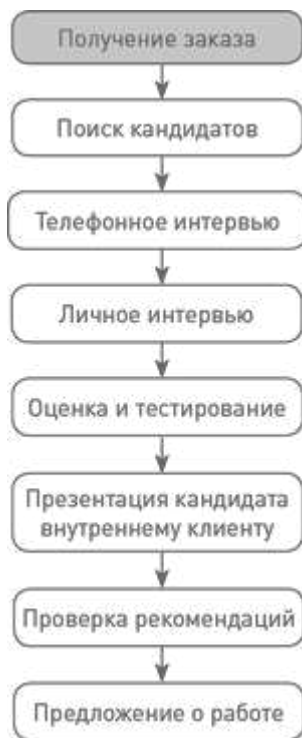 Получение заказа
Поиск кандидатов
Телефонное интервью
Личное интервью
Оценка и тестирование
Презентация кандидата
внутреннему клиенту
Проверка рекомендаций
Предложение о работе